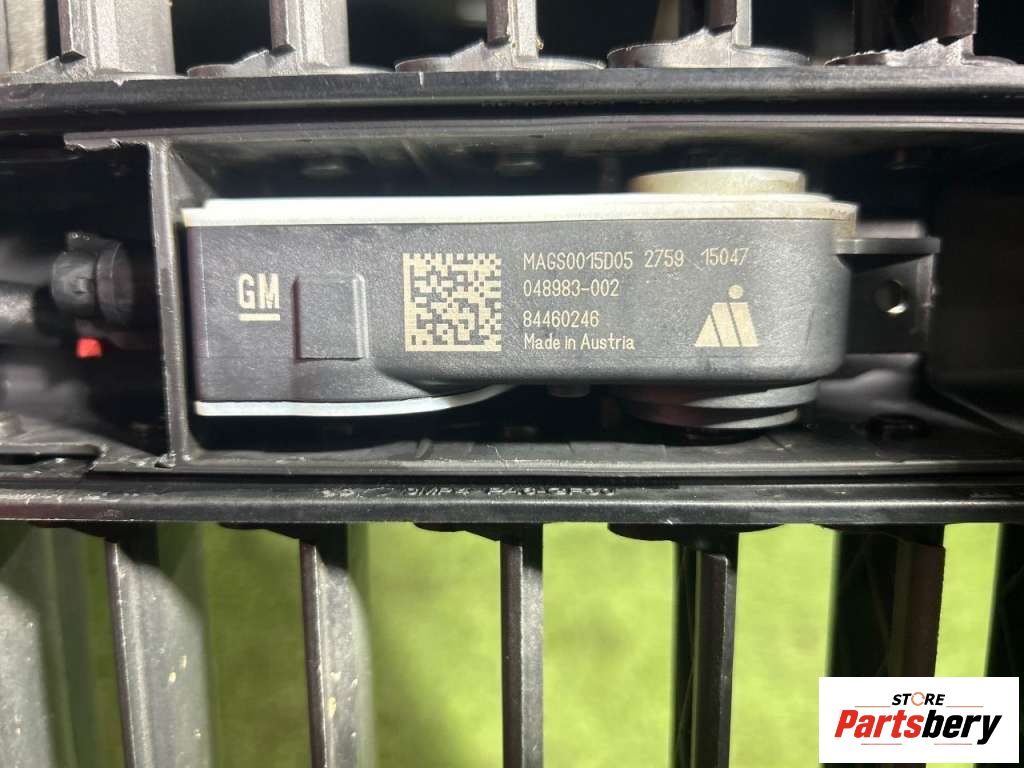 GM
MAGS0015D05 2759 15047
048983-002
84460246
Made in Austria
STORE
Partsbery